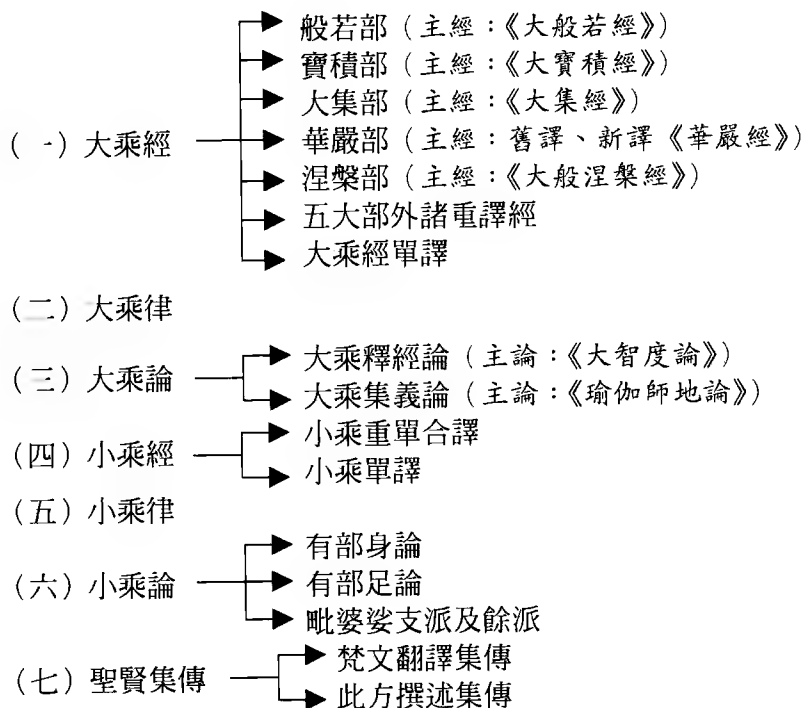 般若部（主經：《大般若經》）
寶積部（主經：《大寶積經》）
大集部（主經：《大集經》）
（一）大乘經
華嚴部（主經：舊譯、新譯《華嚴經》）
涅槃部（主經：《大般涅槃經》）
五大部外諸重譯經
大乘經單譯
（二）大乘律
（三）大乘論
大乘釋經論（主論：《大智度論》）
大乘集義論（主論：《瑜伽師地論》）
（四）小乘經
小乘重單合譯
小乘單譯
（五）小乘律
（六）小乘論
有部身論
有部足論
毗婆娑支派及餘派
（七）聖賢集傳
梵文翻譯集傳
此方撰述集傳